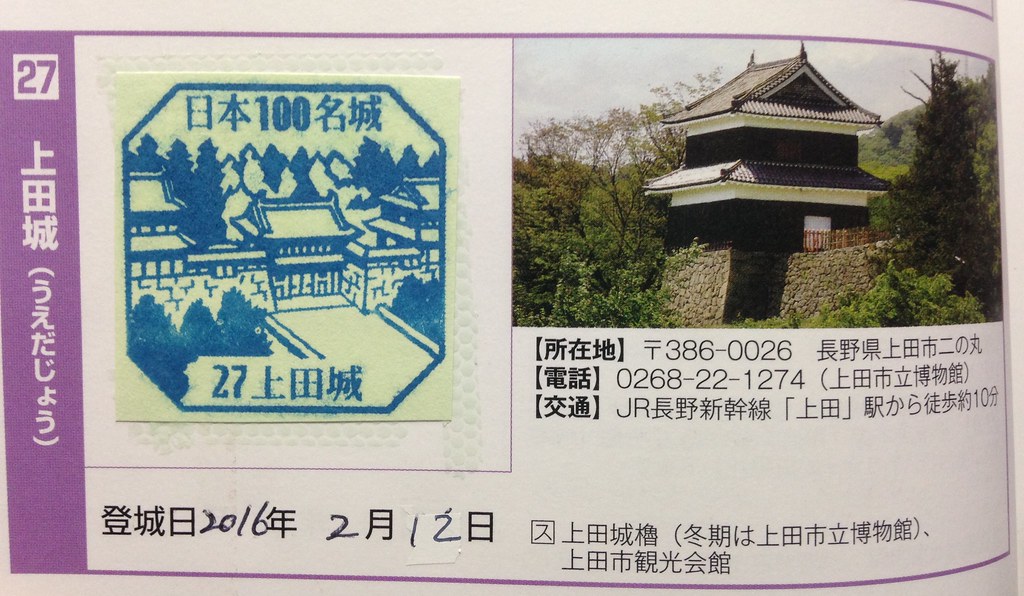 27
上田城（うえだじょう）
日本100名城
27上田城
【所在地】〒386-0026　長野県上田市二の丸
【電話】0268-22-1274（上田市立博物館）
【交通】JR長野新幹線「上田」駅から徒歩約10分
登城日2016年 2月12日
ス 上田城櫓（冬期は上田市立博物館）、
上田市観光会館